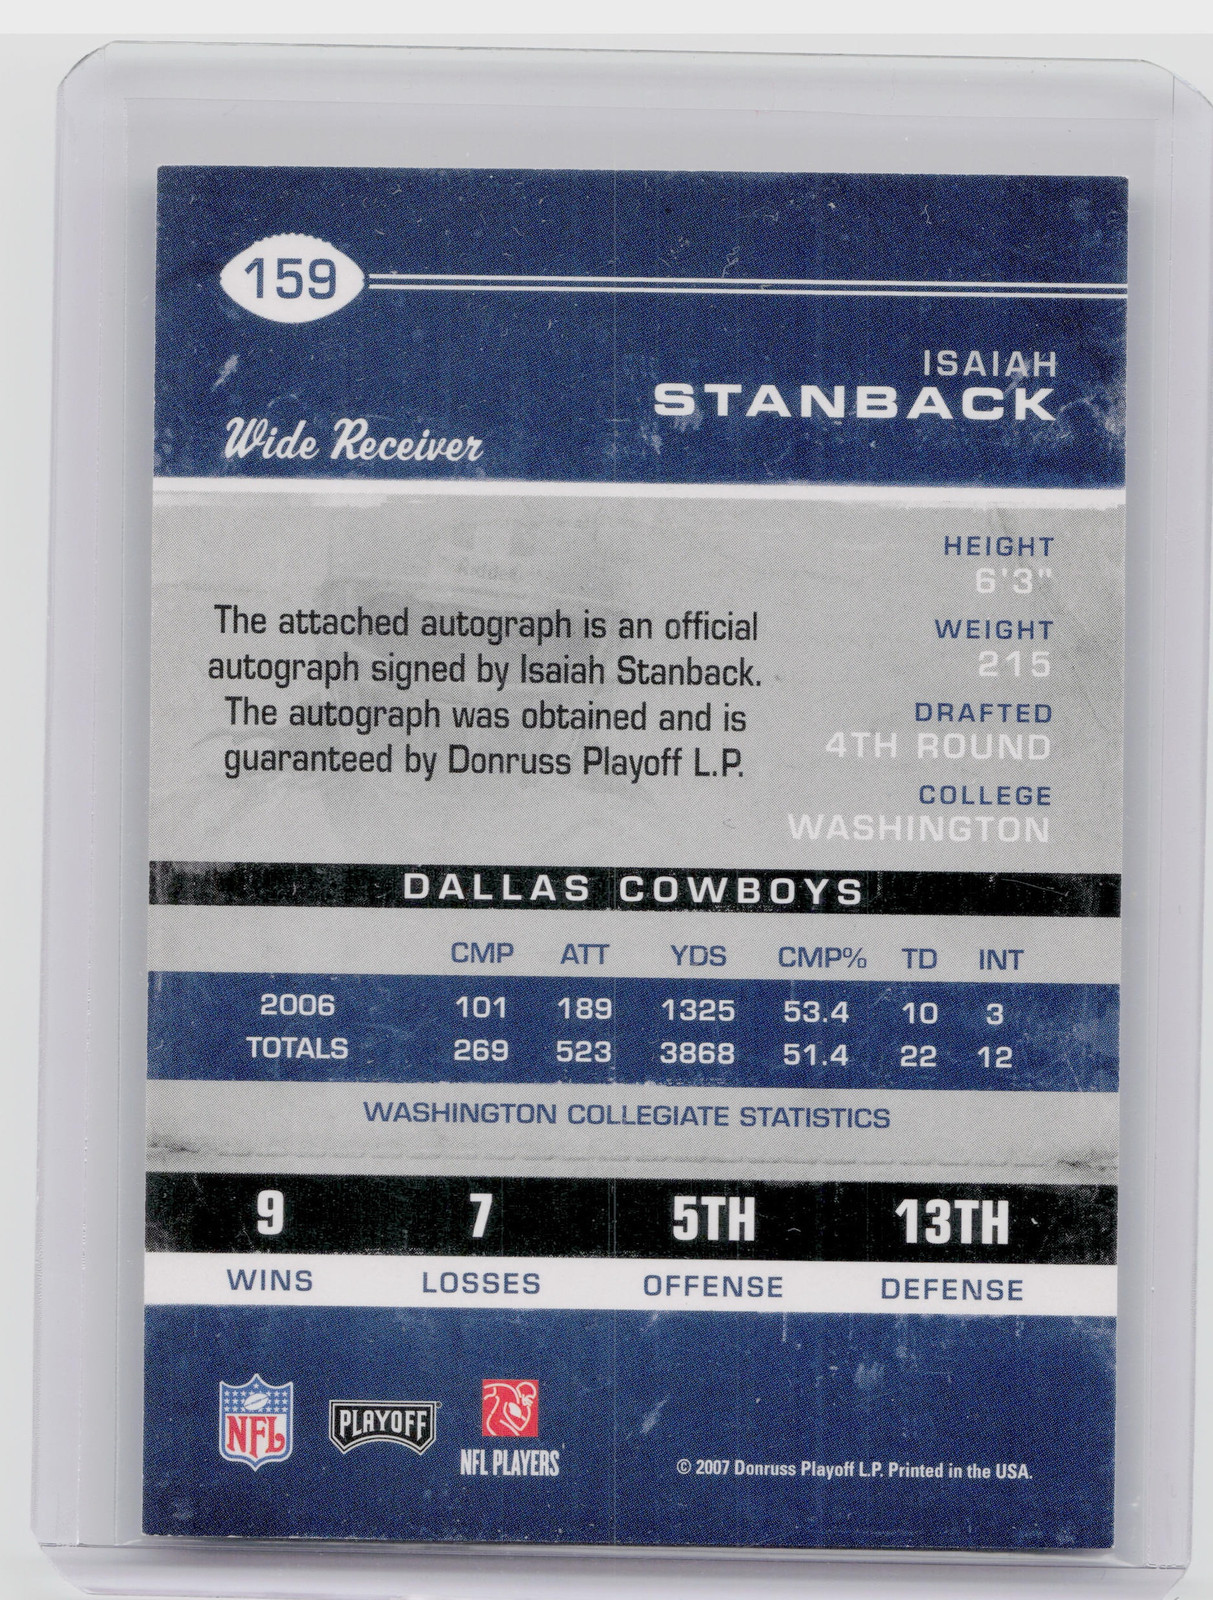 159
ISAIAH
STANBACK
Wide Receiver
HEIGHT
6'3"
WEIGHT
215
DRAFTED
4TH ROUND
COLLEGE
WASHINGTON
The attached autograph is an official
autograph signed by Isaiah Stanback.
The autograph was obtained and is
guaranteed by Donruss Playoff L.P.
DALLAS COWBOYS
CMP ATT YDS CMP% TD INT
2006 101 189 1325 53.4 10 3
TOTALS 269 523 3868 51.4 22 12
WASHINGTON COLLEGIATE STATISTICS
9 7 5TH 13TH
WINS LOSSES OFFENSE DEFENSE
NFL PLAYOFF NFL PLAYERS
© 2007 Donruss Playoff L.P. Printed in the USA.